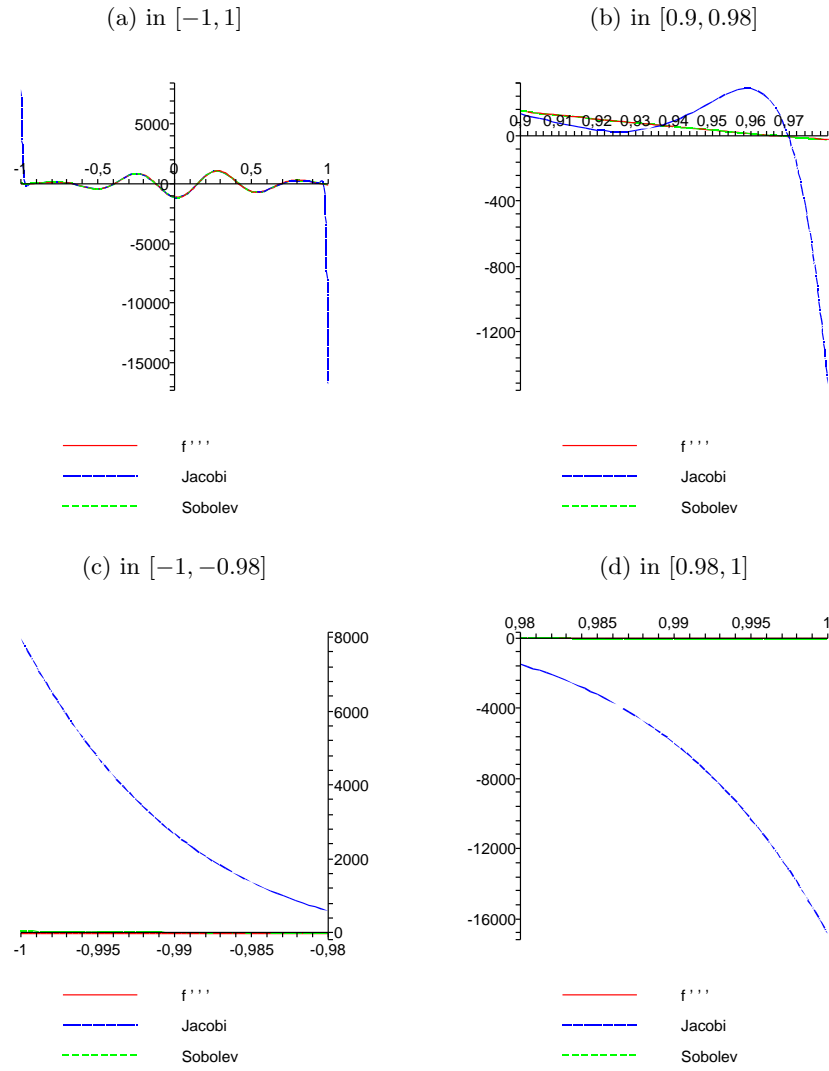 (a) in [−1, 1]
(b) in [0.9, 0.98]
5000
-1 -0,5 0 0,5 1
0
-5000
-10000
-15000
0,9 0,91 0,92 0,93 0,94 0,95 0,96 0,97
0
-400
-800
-1200
f ' ' '
Jacobi
Sobolev
f ' ' '
Jacobi
Sobolev
(c) in [−1, −0.98]
(d) in [0.98, 1]
8000
6000
4000
2000
0
-1 -0,995 -0,99 -0,985 -0,98
0,98 0,985 0,99 0,995 1
0
-4000
-8000
-12000
-16000
f ' ' '
Jacobi
Sobolev
f ' ' '
Jacobi
Sobolev